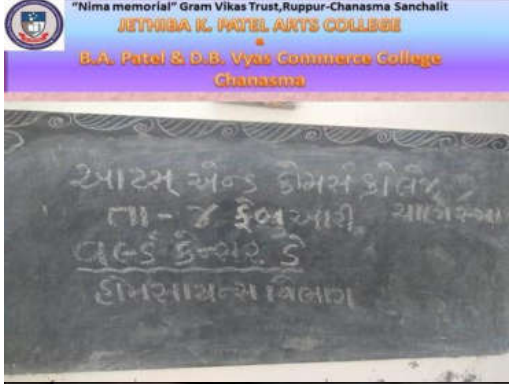 "Nima memorial" Gram Vikas Trust,Ruppur-Chanasma Sanchalit
JETHIBA K. PATEL ARTS COLLEGE
&
B.A. Patel & D.B. Vyas Commerce College
Chanasma
આર્ટસ્ એન્ડ કોમર્સ કોલેજ
તા - ૪ ફેબ્રુઆરી, ચાણસ્મા
વર્લ્ડ કેન્સર ડે
હોમસાયન્સ વિભાગ